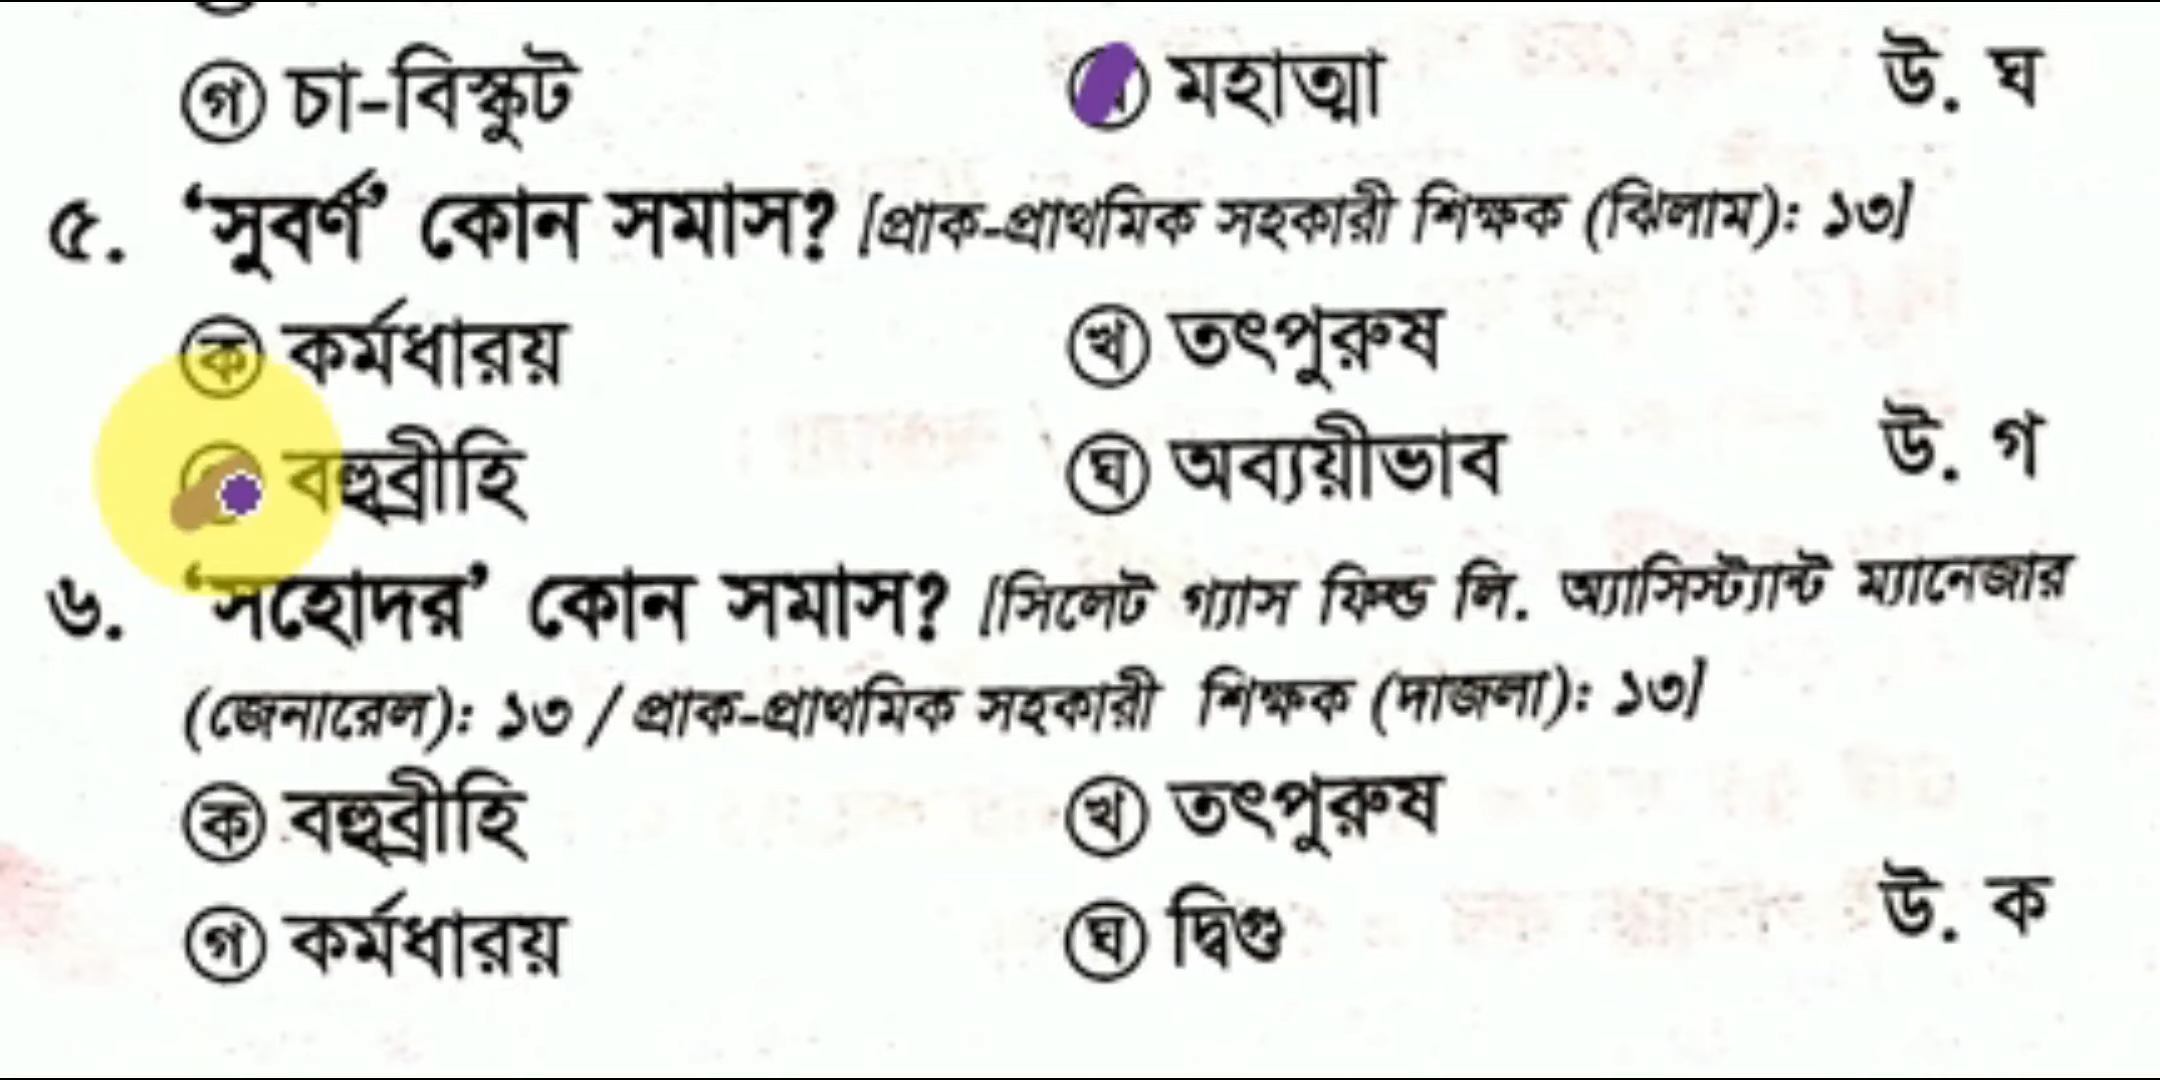 গ চা-বিস্কুট মহাত্মা উ. ঘ
৫. ‘সুবর্ণ’ কোন সমাস? [প্রাক-প্রাথমিক সহকারী শিক্ষক (ঝিলাম): ১৩]
ক কর্মধারয় খ তৎপুরুষ
বহুব্রীহি ঘ অব্যয়ীভাব উ. গ
৬. ‘সহোদর’ কোন সমাস? [সিলেট গ্যাস ফিল্ড লি. অ্যাসিস্ট্যান্ট ম্যানেজার
(জেনারেল): ১৩ / প্রাক-প্রাথমিক সহকারী শিক্ষক (দাজলা): ১৩]
ক বহুব্রীহি খ তৎপুরুষ
গ কর্মধারয় ঘ দ্বিগু উ. ক